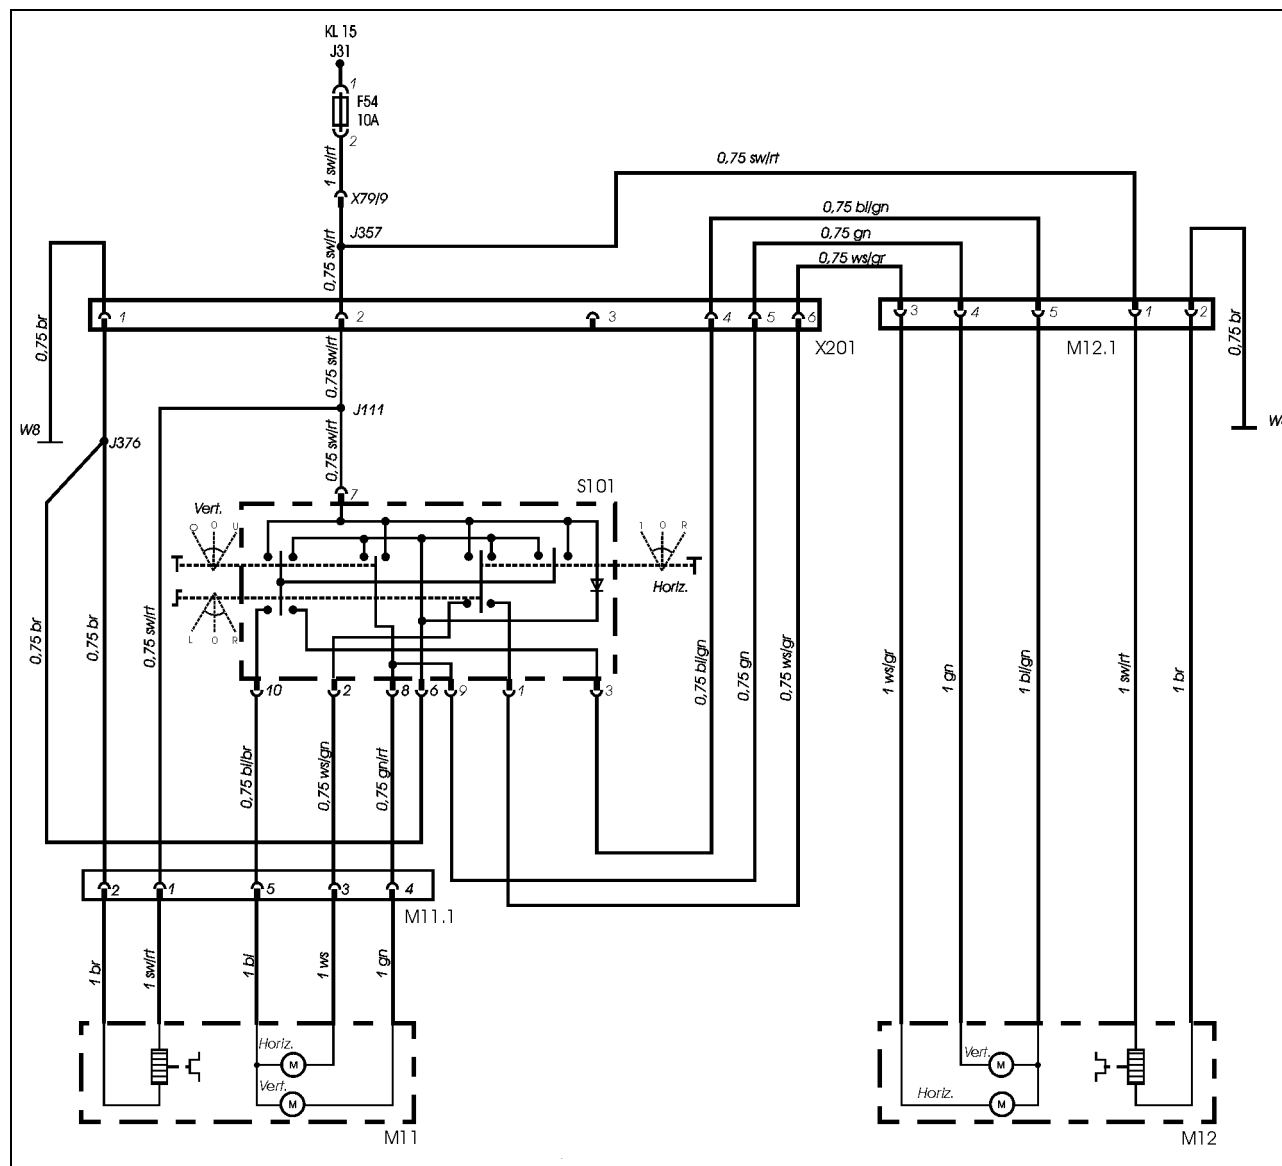 KL 15
J31
1
F54
10A
2
1 sw/rt
X79/9
J357
0,75 sw/rt
0,75 sw/rt
0,75 bl/gn
0,75 gn
0,75 ws/gr
0,75 br
1 2 3 4 5 6
X201
3 4 5 1 2
M12.1
0,75 br
0,75 sw/rt
J111
0,75 sw/rt
W8
J376
7
S101
Vert.
O O U
1 O R
Horiz.
L O R
0,75 br
0,75 br
0,75 sw/rt
0,75 bl/gn
0,75 gn
0,75 ws/gr
1 ws/gr
1 gn
1 bl/gn
1 sw/rt
1 br
10 2 8 6 9 1 3
0,75 bl/br
0,75 ws/gn
0,75 gn/rt
2 1 5 3 4
M11.1
1 br
1 sw/rt
1 bl
1 ws
1 gn
Horiz.
M
Vert.
M
M11
Vert.
M
Horiz.
M
M12